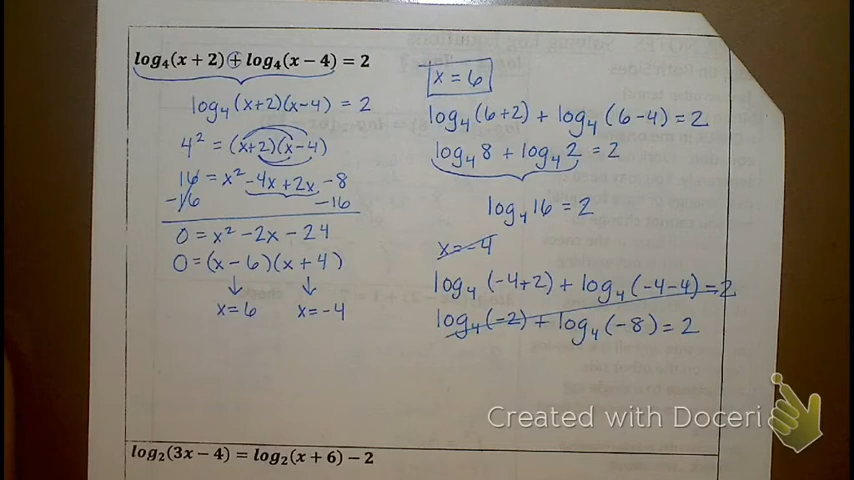 log₄(x + 2) + log₄(x − 4) = 2
log₄(x+2)(x−4) = 2
4² = (x+2)(x−4)
16 = x² −4x + 2x −8
−16 −16
0 = x² − 2x − 24
0 = (x − 6)(x + 4)
x = 6 x = −4
x = 6
log₄(6+2) + log₄(6−4) = 2
log₄ 8 + log₄ 2 = 2
log₄ 16 = 2
x = −4
log₄(−4+2) + log₄(−4−4) = 2
log₄(−2) + log₄(−8) = 2
Created with Doceri
log₂(3x − 4) = log₂(x + 6) − 2